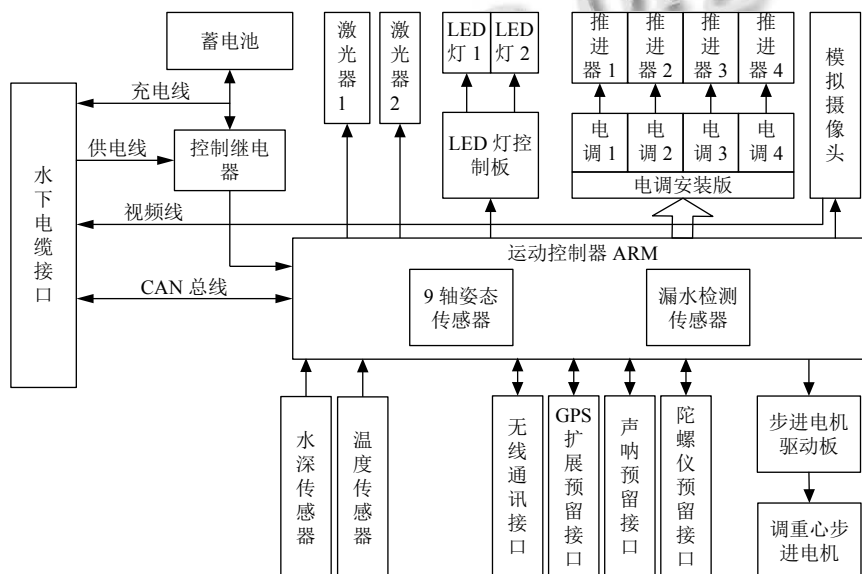 蓄电池
激光器1
激光器2
LED
灯 1
LED
灯 2
推进器 1
推进器 2
推进器 3
推进器 4
模拟摄像头
充电线
供电线
控制继电
器
LED 灯控
制板
电调 1
电调 2
电调 3
电调 4
电调安装版
水下电缆接口
视频线
运动控制器 ARM
CAN 总线
9 轴姿态
传感器
漏水检测
传感器
水深传感器
温度传感器
无线通讯接口
GPS
扩展预留接口
声呐预留接口
陀螺仪预留接口
步进电机
驱动板
调重心步
进电机